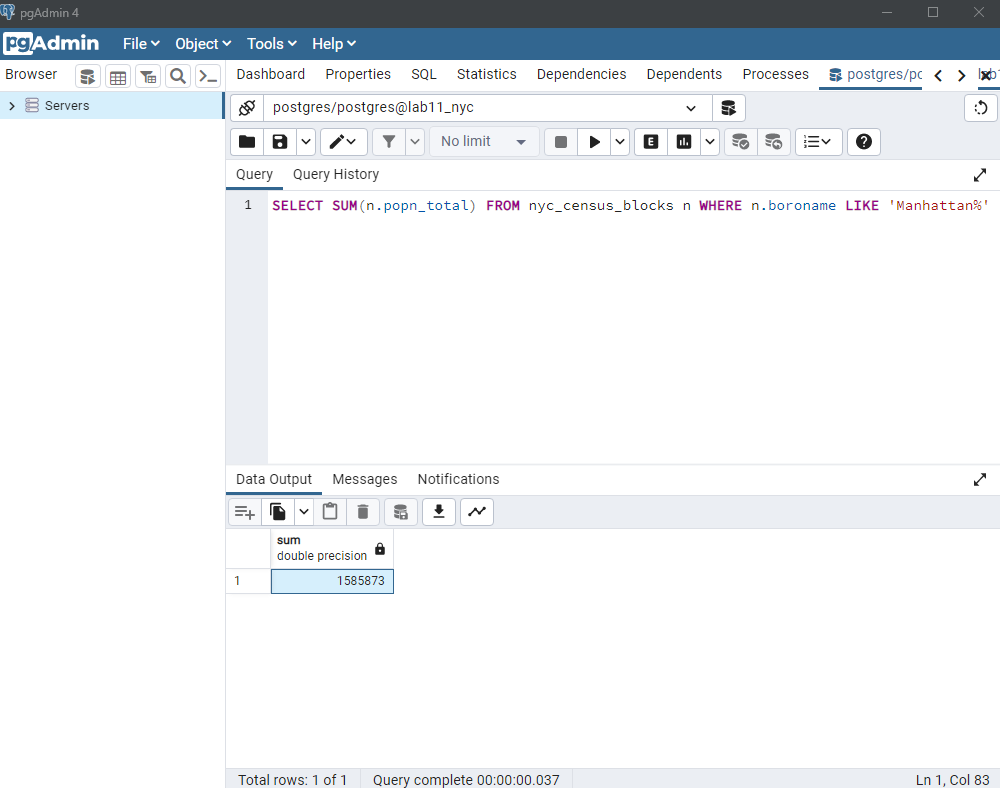 pgAdmin 4
pgAdmin File Object Tools Help
Browser Dashboard Properties SQL Statistics Dependencies Dependents Processes postgres/pc lab1
Servers
postgres/postgres@lab11_nyc
No limit E
Query Query History
1 SELECT SUM(n.popn_total) FROM nyc_census_blocks n WHERE n.boroname LIKE 'Manhattan%'
Data Output Messages Notifications
sum
double precision
1 1585873
Total rows: 1 of 1 Query complete 00:00:00.037 Ln 1, Col 83